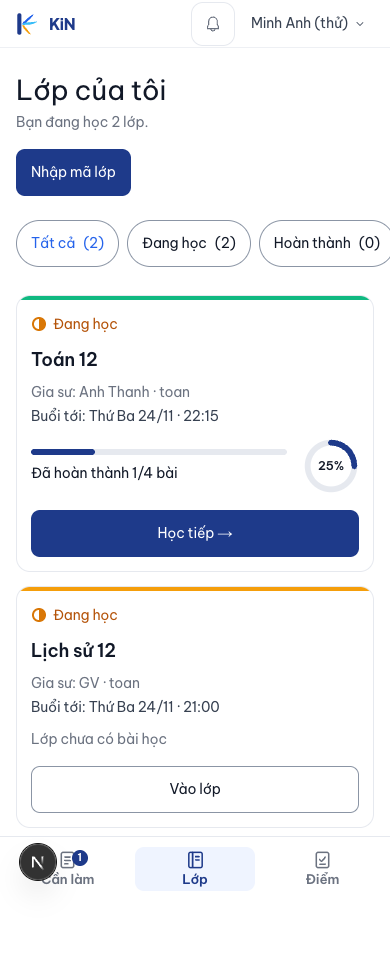 KiN
Minh Anh (thử)
Lớp của tôi
Bạn đang học 2 lớp.
Nhập mã lớp
Tất cả (2)
Đang học (2)
Hoàn thành (0)
Đang học
Toán 12
Gia sư: Anh Thanh · toan
Buổi tới: Thứ Ba 24/11 · 22:15
Đã hoàn thành 1/4 bài
25%
Học tiếp →
Đang học
Lịch sử 12
Gia sư: GV · toan
Buổi tới: Thứ Ba 24/11 · 21:00
Lớp chưa có bài học
Vào lớp
N
1
Cần làm
Lớp
Điểm